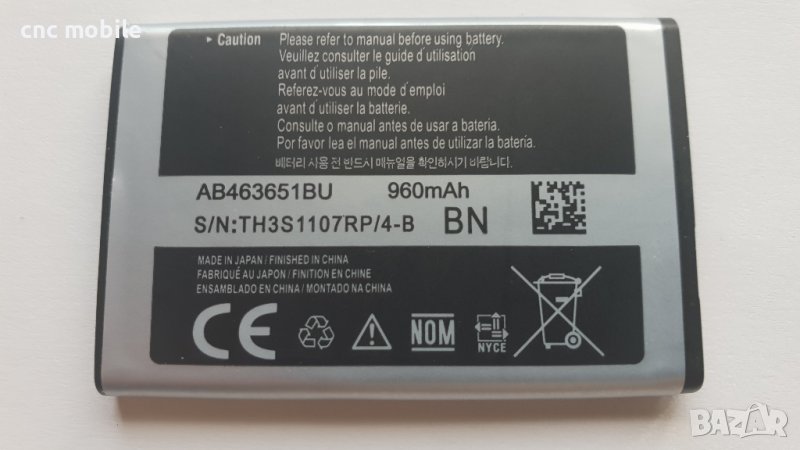 cnc mobile
Caution
Please refer to manual before using battery.
Veuillez consulter le guide d'utilisation
avant d'utiliser la pile.
Referez-vous au mode d'emploi
avant d'utiliser la batterie.
Consulte o manual antes de usar a bateria.
Por favor lea el manual antes de utilizar la batería.
배터리 사용 전 반드시 매뉴얼을 확인하시기 바랍니다.
AB463651BU 960mAh
S/N:TH3S1107RP/4-B BN
MADE IN JAPAN / FINISHED IN CHINA
FABRIQUÉ AU JAPON / FINITION EN CHINE
ENSAMBLADO EN CHINA / MONTADO NA CHINA
CE
NOM
NYCE
BAZAR